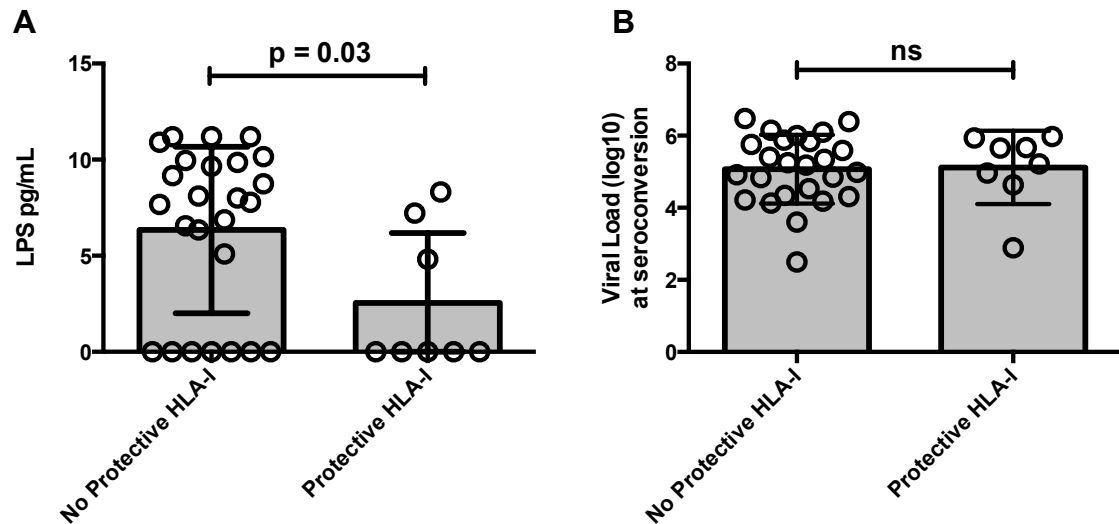 A
p = 0.03
LPS pg/mL
15
10
5
0
No Protective HLA-I
Protective HLA-I
B
ns
Viral Load (log10)
at seroconversion
8
6
4
2
0
No Protective HLA-I
Protective HLA-I